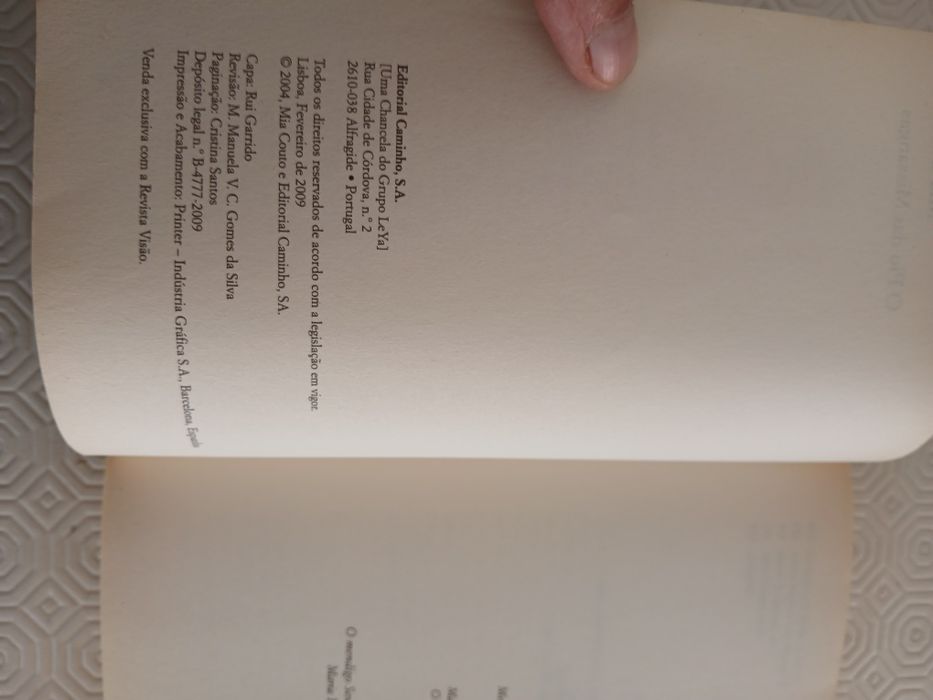 Editorial Caminho, S.A.
[Uma Chancela do Grupo LeYa]
Rua Cidade de Córdova, n.º 2
2610-038 Alfragide • Portugal
Todos os direitos reservados de acordo com a legislação em vigor.
Lisboa, Fevereiro de 2009
© 2004, Mia Couto e Editorial Caminho, SA.
Capa: Rui Garrido
Revisão: M. Manuela V. C. Gomes da Silva
Paginação: Cristina Santos
Depósito legal n.º B-4777-2009
Impressão e Acabamento: Printer – Indústria Gráfica S.A., Barcelona,
Venda exclusiva com a Revista Visão.
O mendigo